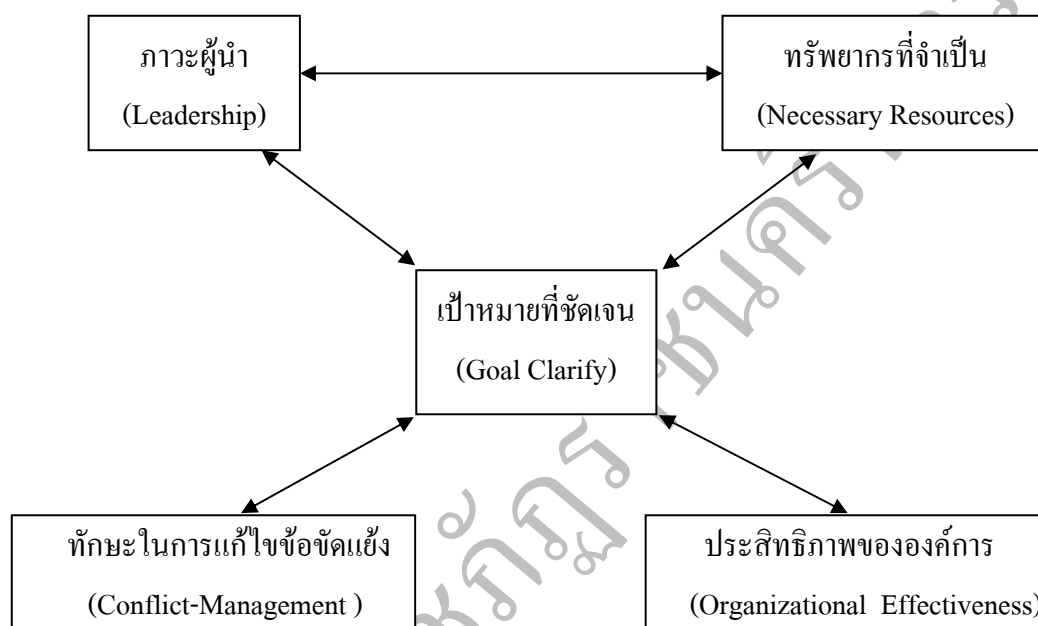 ภาวะผู้นำ
(Leadership)
ทรัพยากรที่จำเป็น
(Necessary Resources)
เป้าหมายที่ชัดเจน
(Goal Clarify)
ทักษะในการแก้ไขข้อขัดแย้ง
(Conflict-Management )
ประสิทธิภาพขององค์การ
(Organizational Effectiveness)